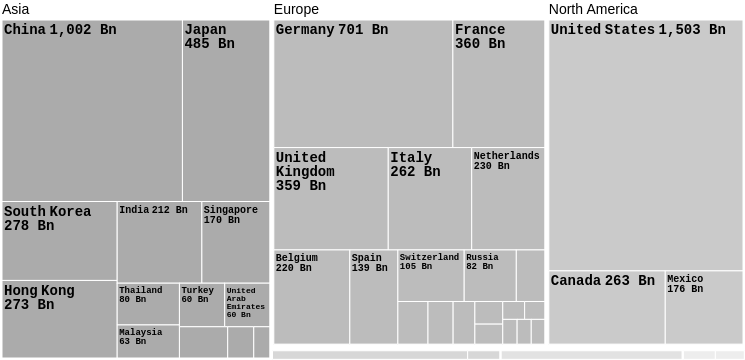 Asia
China 1,002 Bn
Japan
485 Bn
South Korea
278 Bn
India 212 Bn
Singapore
170 Bn
Hong Kong
273 Bn
Thailand
80 Bn
Turkey
60 Bn
United
Arab
Emirates
60 Bn
Malaysia
63 Bn
Europe
Germany 701 Bn
France
360 Bn
United
Kingdom
359 Bn
Italy
262 Bn
Netherlands
230 Bn
Belgium
220 Bn
Spain
139 Bn
Switzerland
105 Bn
Russia
82 Bn
North America
United States 1,503 Bn
Canada 263 Bn
Mexico
176 Bn